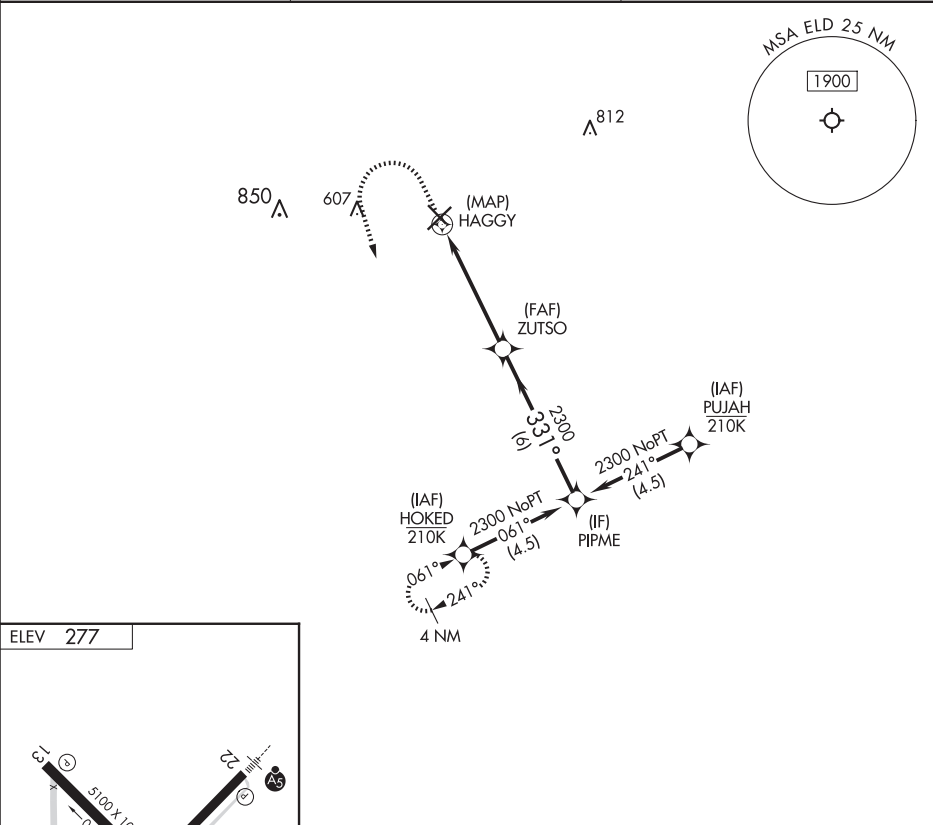 MSA ELD 25 NM
1900
812
850
607
(MAP)
HAGGY
(FAF)
ZUTSO
(IAF)
PUJAH
210K
2300
331°
(6)
2300 NoPT
241°
(4.5)
(IAF)
HOKED
210K
2300 NoPT
061°
(4.5)
(IF)
PIPME
061°
241°
4 NM
ELEV 277
13
P
22
A5
P
5100 X